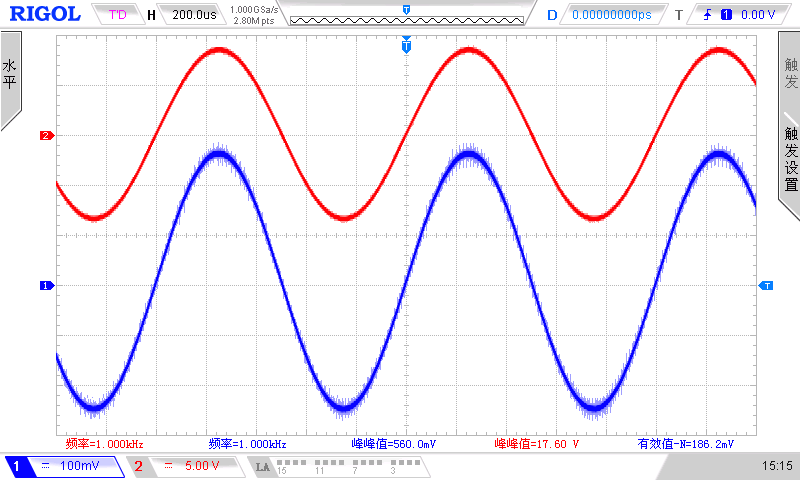 RIGOL T'D H 200.0us 1.000GSa/s D 0.00000000ps T 1 0.00 V
2.80M pts
T
T
水平
触发
触发设置
2
1
T
频率=1.000kHz 频率=1.000kHz 峰峰值=560.0mV 峰峰值=17.60 V 有效值-N=186.2mV
1 100mV 2 5.00 V LA 15 11 7 3 15:15